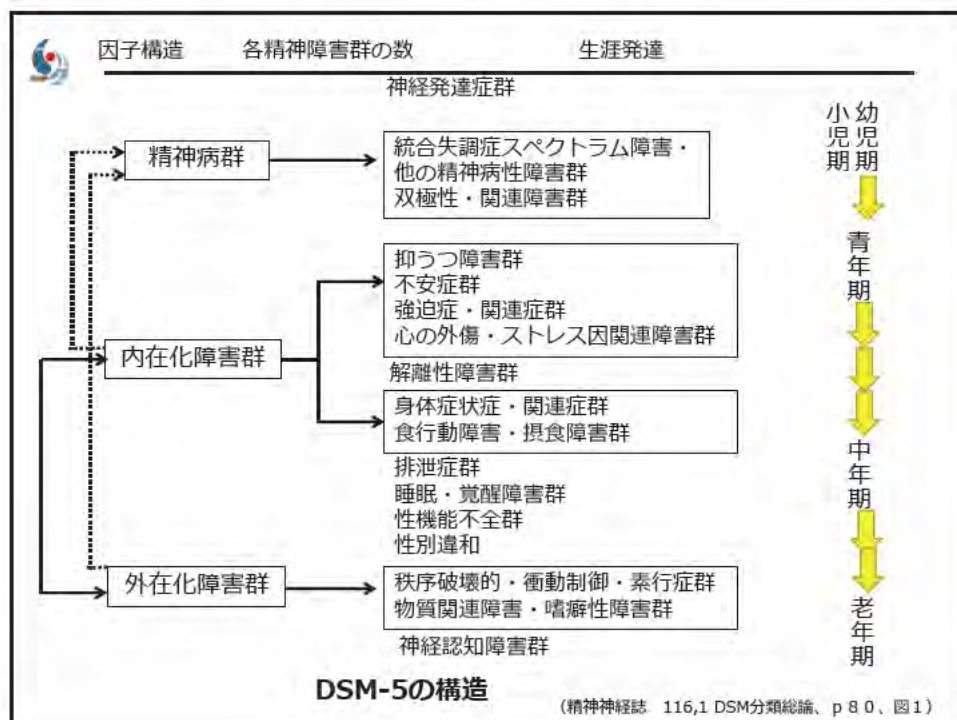 因子構造 各精神障害群の数 生涯発達
神経発達症群
精神病群
統合失調症スペクトラム障害・
他の精神病性障害群
双極性・関連障害群
内在化障害群
抑うつ障害群
不安症群
強迫症・関連症群
心の外傷・ストレス因関連障害群
解離性障害群
身体症状症・関連症群
食行動障害・摂食障害群
排泄症群
睡眠・覚醒障害群
性機能不全群
性別違和
外在化障害群
秩序破壊的・衝動制御・素行症群
物質関連障害・嗜癖性障害群
神経認知障害群
幼児期
小児期
青年期
中年期
老年期
DSM-5の構造
(精神神経誌 116,1 DSM分類総論、p80、図1)